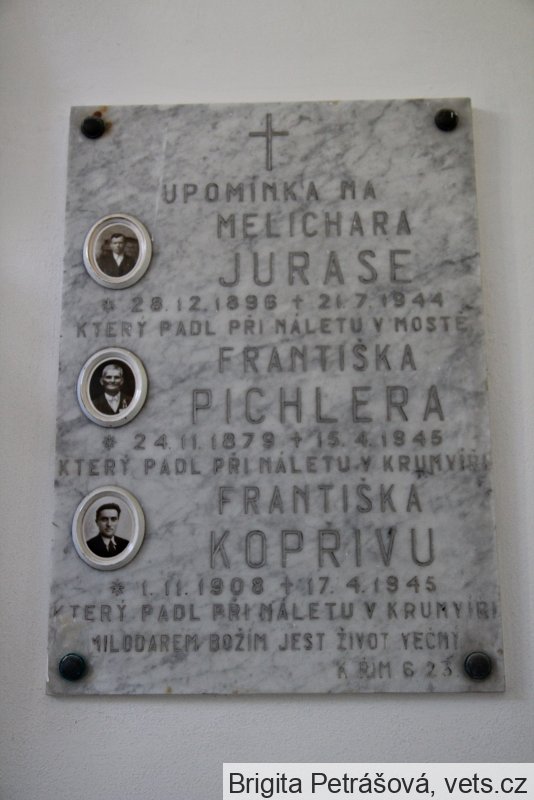 UPOMÍNKA NA
MELICHARA
JURASE
* 28.12.1896 + 21.7.1944
KTERÝ PADL PŘI NÁLETU V MOSTĚ
FRANTIŠKA
PICHLERA
* 24.11.1879 + 15.4.1945
KTERÝ PADL PŘI NÁLETU V KRUMVÍŘI
FRANTIŠKA
KOPŘIVU
* 1.11.1908 + 17.4.1945
KTERÝ PADL PŘI NÁLETU V KRUMVÍŘI
MILODAREM BOŽÍM JEST ŽIVOT VĚČNÝ
K ŘÍM 6 23.
Brigita Petrášová, vets.cz